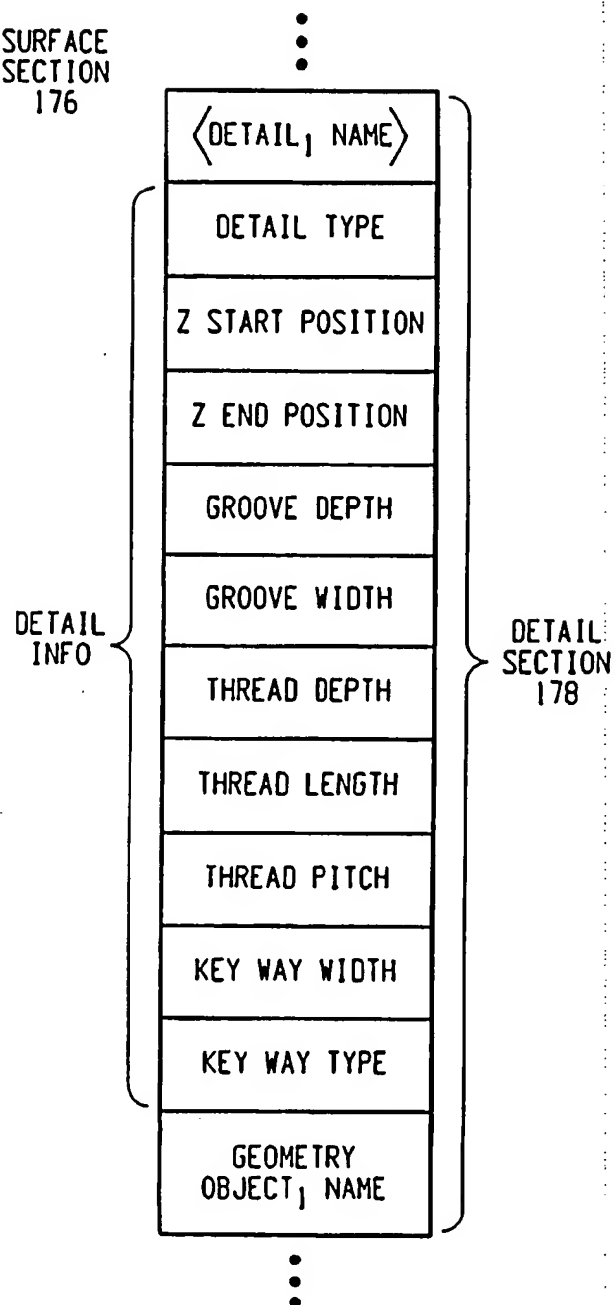 SURFACE
SECTION
176
〈DETAIL₁ NAME〉
DETAIL TYPE
Z START POSITION
Z END POSITION
GROOVE DEPTH
GROOVE WIDTH
DETAIL
INFO
THREAD DEPTH
DETAIL
SECTION
178
THREAD LENGTH
THREAD PITCH
KEY WAY WIDTH
KEY WAY TYPE
GEOMETRY
OBJECT₁ NAME